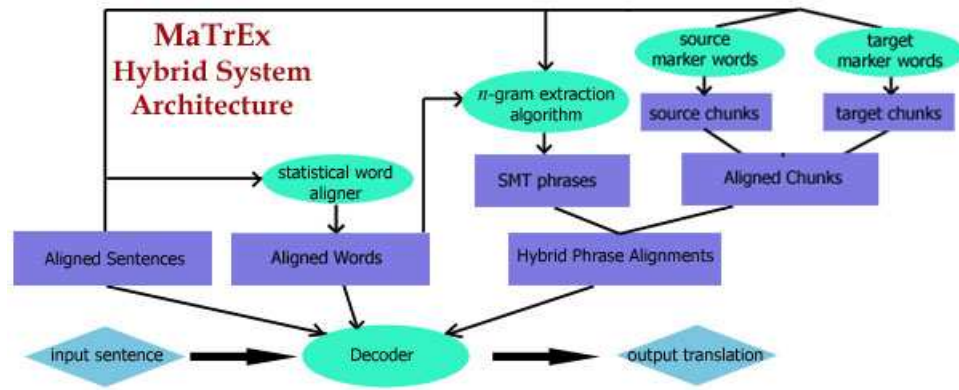 MaTrEx
Hybrid System
Architecture
source
marker words
target
marker words
n-gram extraction
algorithm
source chunks
target chunks
statistical word
aligner
SMT phrases
Aligned Chunks
Aligned Sentences
Aligned Words
Hybrid Phrase Alignments
input sentence
Decoder
output translation